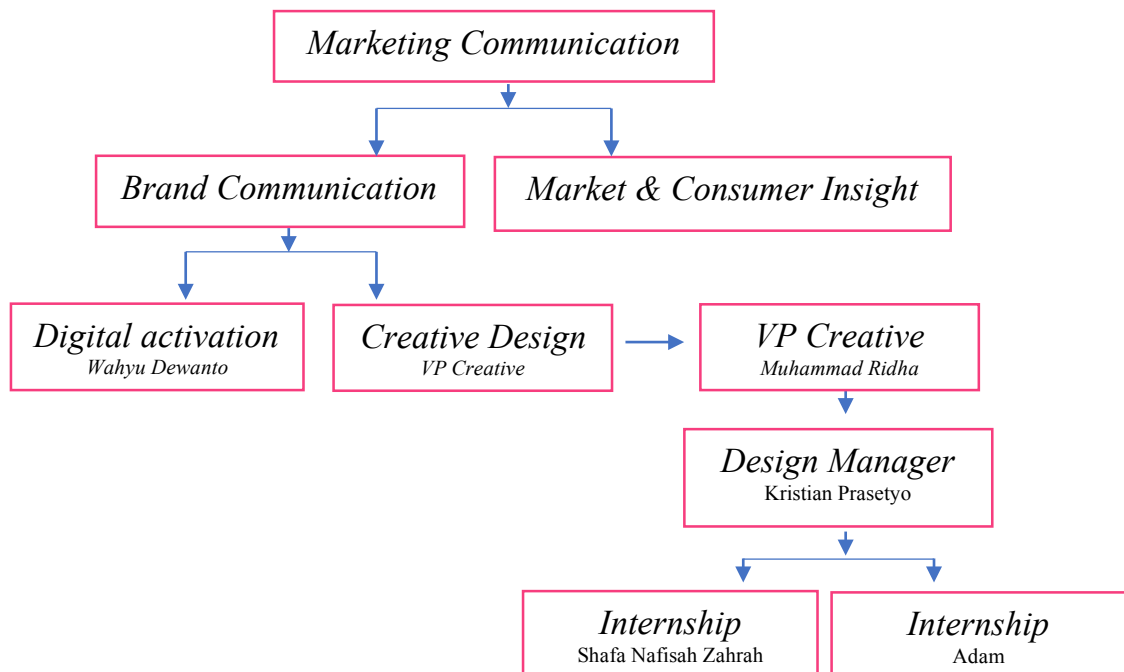 Marketing Communication
Brand Communication
Market & Consumer Insight
Digital activation
Wahyu Dewanto
Creative Design
VP Creative
VP Creative
Muhammad Ridha
Design Manager
Kristian Prasetyo
Internship
Shafa Nafisah Zahrah
Internship
Adam